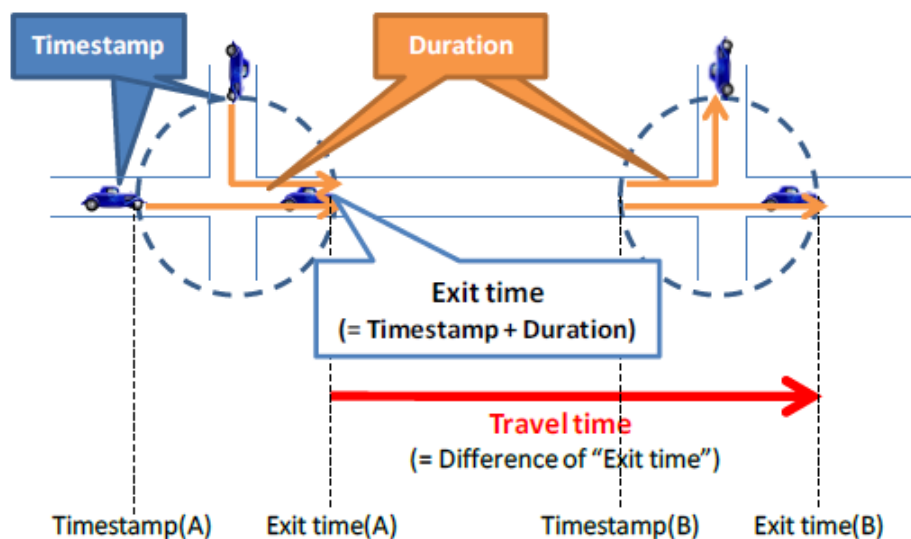 Timestamp
Duration
Exit time
(= Timestamp + Duration)
Travel time
(= Difference of “Exit time”)
Timestamp(A)
Exit time(A)
Timestamp(B)
Exit time(B)